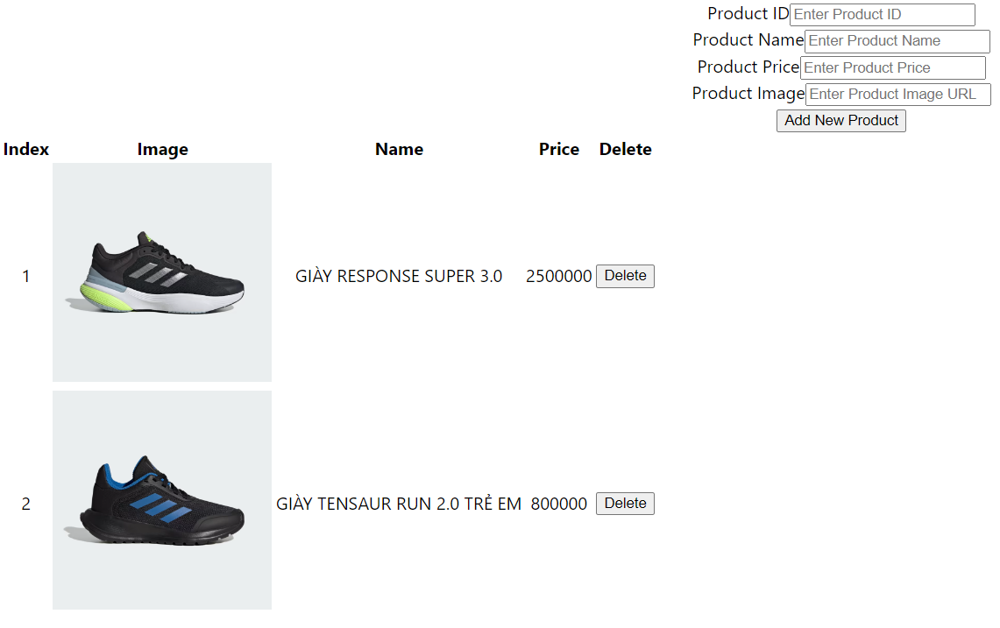 Product ID Enter Product ID
Product Name Enter Product Name
Product Price Enter Product Price
Product Image Enter Product Image URL
Add New Product
Index Image Name Price Delete
1 GIÀY RESPONSE SUPER 3.0 2500000 Delete
2 GIÀY TENSAUR RUN 2.0 TRẺ EM 800000 Delete